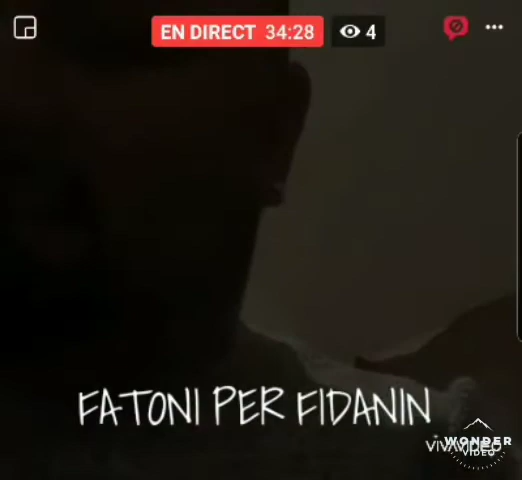 EN DIRECT 34:28 4
FATONI PER FIDANIN
VIVAVIDEO
WONDER
VIDEO